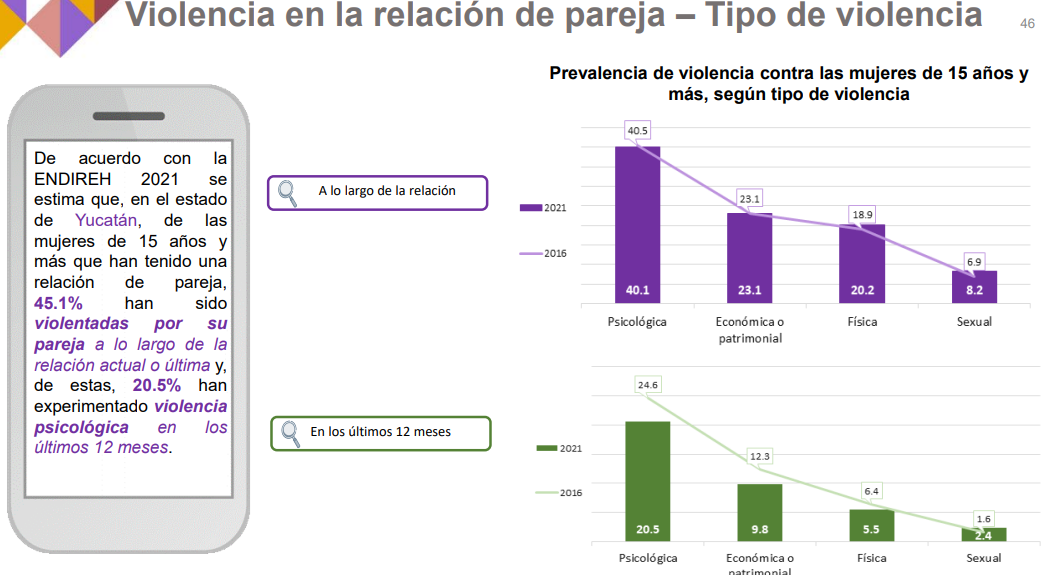 Violencia en la relación de pareja – Tipo de violencia
46
De acuerdo con la
ENDIREH 2021 se
estima que, en el estado
de Yucatán, de las
mujeres de 15 años y
más que han tenido una
relación de pareja,
45.1% han sido
violentadas por su
pareja a lo largo de la
relación actual o última y,
de estas, 20.5% han
experimentado violencia
psicológica en los
últimos 12 meses.
A lo largo de la relación
En los últimos 12 meses
Prevalencia de violencia contra las mujeres de 15 años y
más, según tipo de violencia
2021
2016
40.5
23.1
18.9
6.9
40.1
23.1
20.2
8.2
Psicológica
Económica o
patrimonial
Física
Sexual
2021
2016
24.6
12.3
6.4
1.6
20.5
9.8
5.5
2.4
Psicológica
Económica o
patrimonial
Física
Sexual